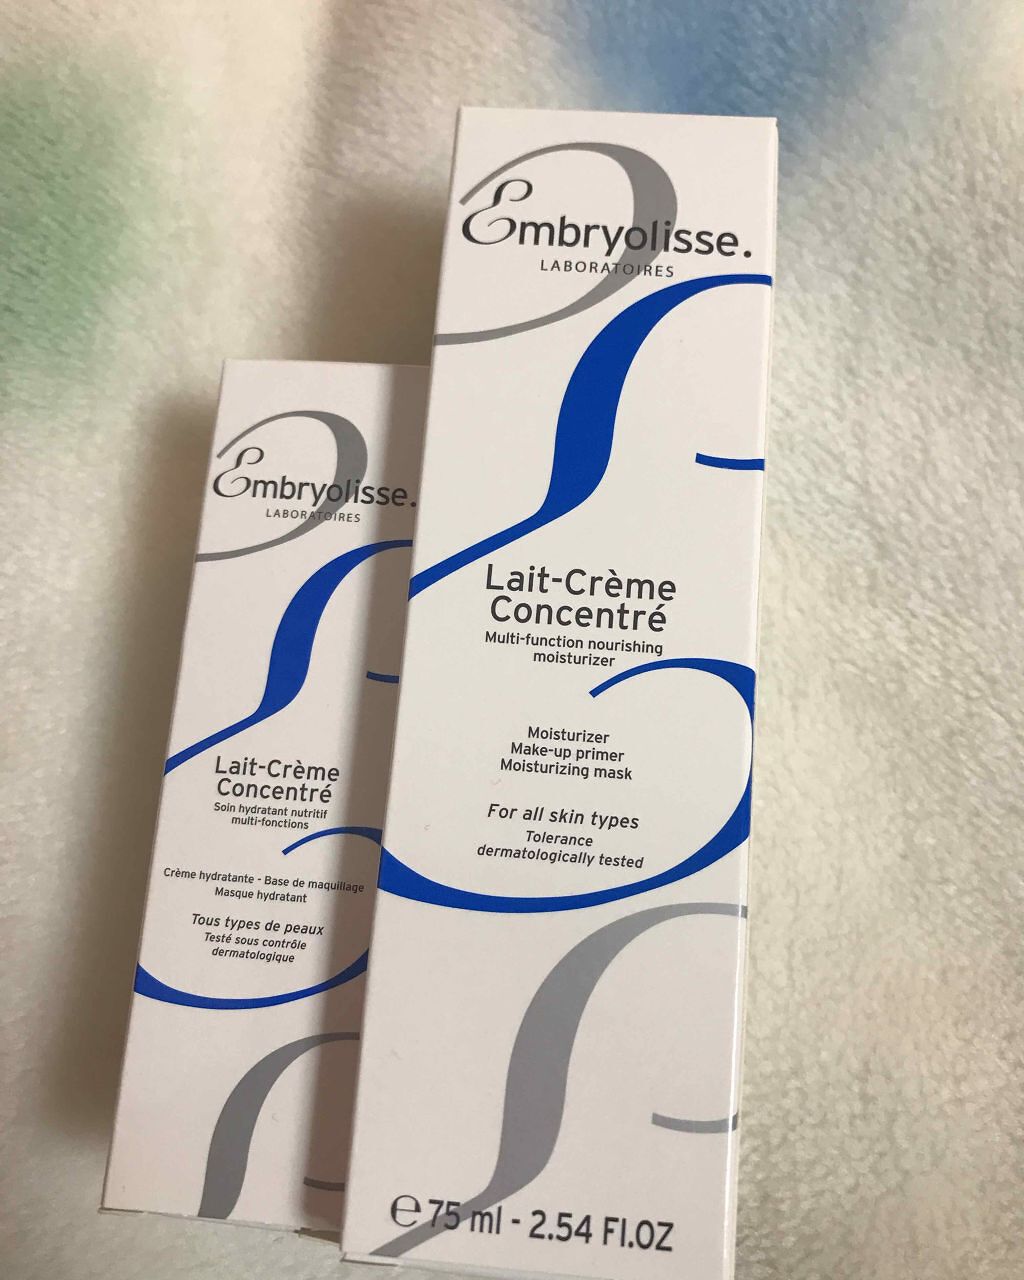 Embryolisse.
LABORATOIRES
Lait-Crème
Concentré
Multi-function nourishing
moisturizer
Moisturizer
Make-up primer
Moisturizing mask
For all skin types
Tolerance
dermatologically tested
℮ 75 ml - 2.54 Fl.OZ
Embryolisse.
LABORATOIRES
Lait-Crème
Concentré
Soin hydratant nutritif
multi-fonctions
Crème hydratante - Base de maquillage
Masque hydratant
Tous types de peaux
Testé sous contrôle
dermatologique